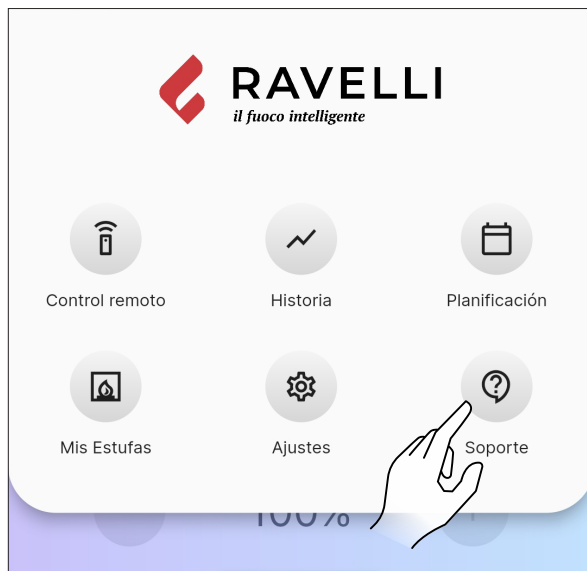 RAVELLI
il fuoco intelligente
Control remoto
Historia
Planificación
Mis Estufas
Ajustes
Soporte
100%